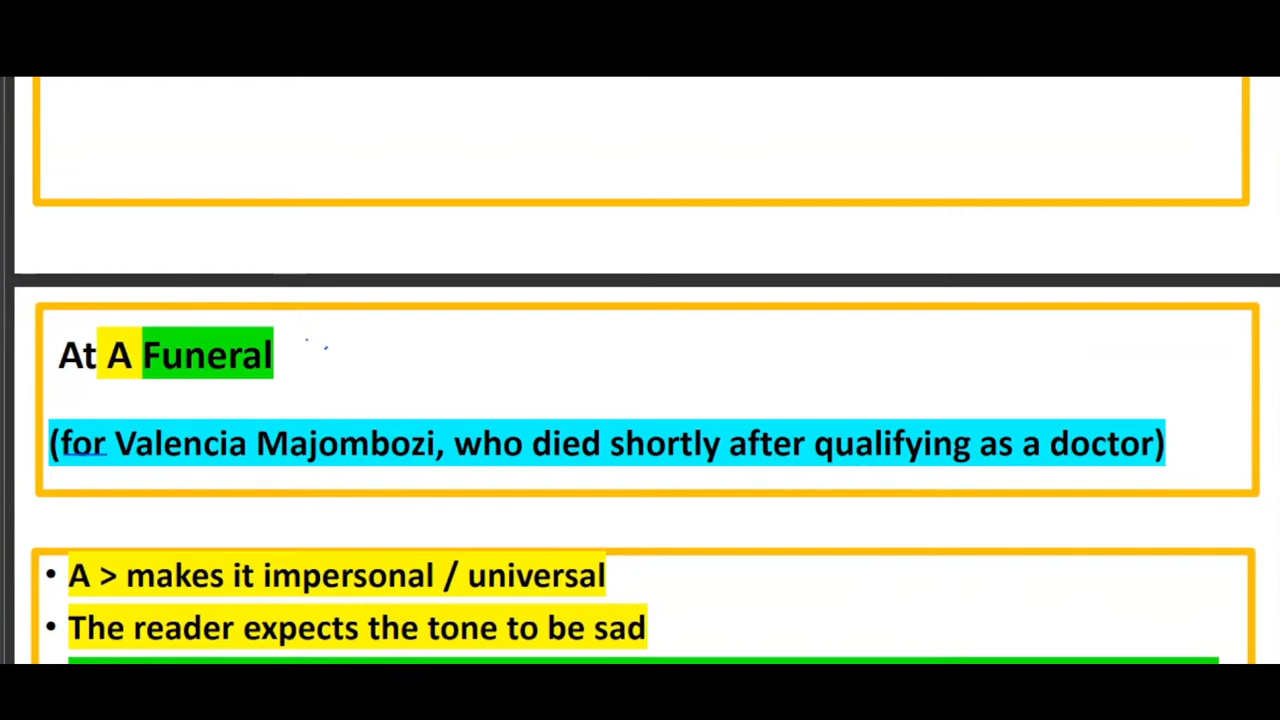 At A Funeral
(for Valencia Majombozi, who died shortly after qualifying as a doctor)
• A > makes it impersonal / universal
• The reader expects the tone to be sad